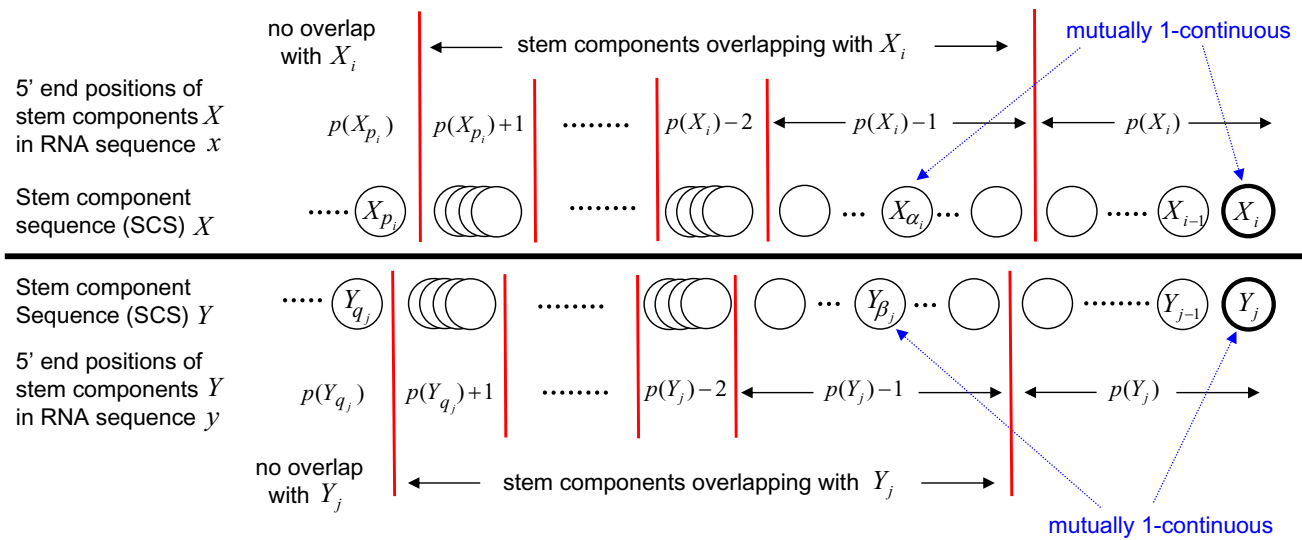 no overlap
with X_i
stem components overlapping with X_i
mutually 1-continuous
5' end positions of
stem components X
in RNA sequence x
p(X_{p_i})
p(X_{p_i})+1
........
p(X_i)−2
p(X_i)−1
p(X_i)
Stem component
sequence (SCS) X
..... X_{p_i} ........ ... X_{α_i} ... ..... X_{i−1} X_i
Stem component
Sequence (SCS) Y
..... Y_{q_j} ........ ... Y_{β_j} ... ........ Y_{j−1} Y_j
5' end positions of
stem components Y
in RNA sequence y
p(Y_{q_j})
p(Y_{q_j})+1
........
p(Y_j)−2
p(Y_j)−1
p(Y_j)
no overlap
with Y_j
stem components overlapping with Y_j
mutually 1-continuous